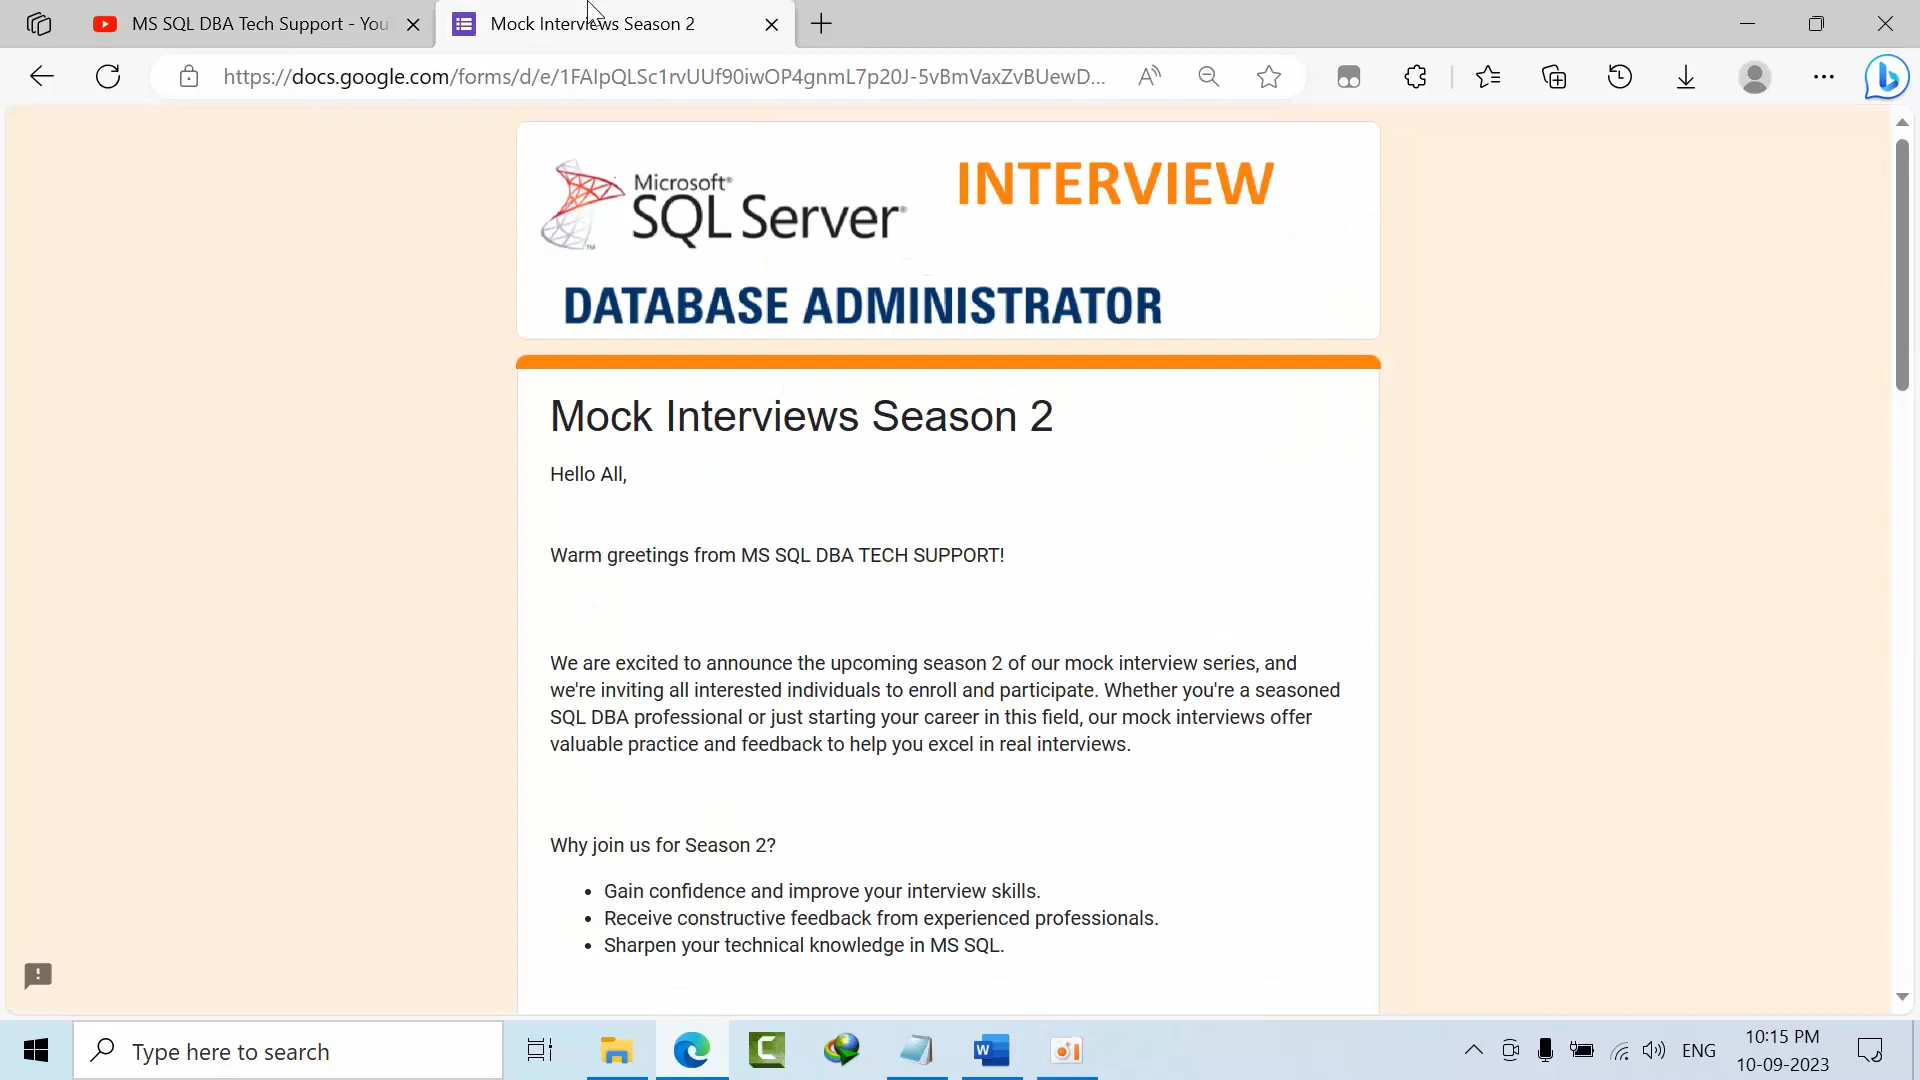 MS SQL DBA Tech Support - You
Mock Interviews Season 2
https://docs.google.com/forms/d/e/1FAIpQLSc1rvUUf90iwOP4gnmL7p20J-5vBmVaxZvBUewD...
Microsoft®
SQL Server®
INTERVIEW
DATABASE ADMINISTRATOR
Mock Interviews Season 2
Hello All,
Warm greetings from MS SQL DBA TECH SUPPORT!
We are excited to announce the upcoming season 2 of our mock interview series, and
we're inviting all interested individuals to enroll and participate. Whether you're a seasoned
SQL DBA professional or just starting your career in this field, our mock interviews offer
valuable practice and feedback to help you excel in real interviews.
Why join us for Season 2?
• Gain confidence and improve your interview skills.
• Receive constructive feedback from experienced professionals.
• Sharpen your technical knowledge in MS SQL.
Type here to search
ENG
10:15 PM
10-09-2023